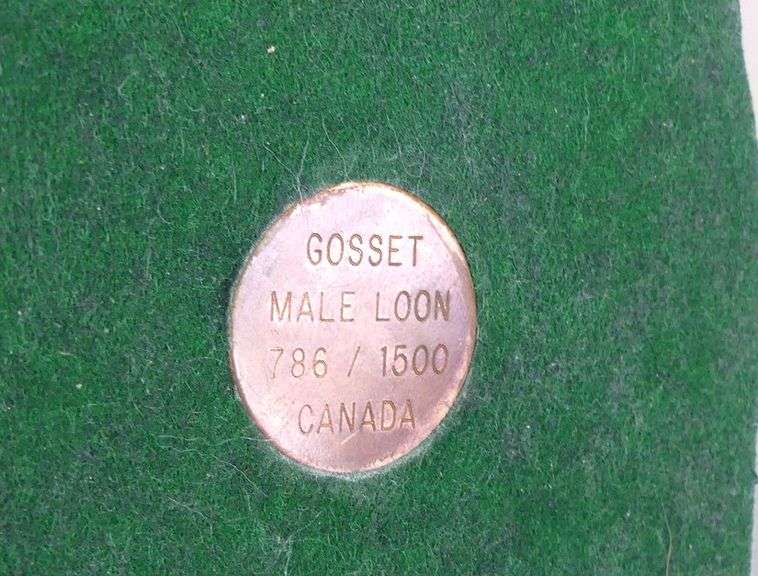 GOSSET
MALE LOON
786 / 1500
CANADA